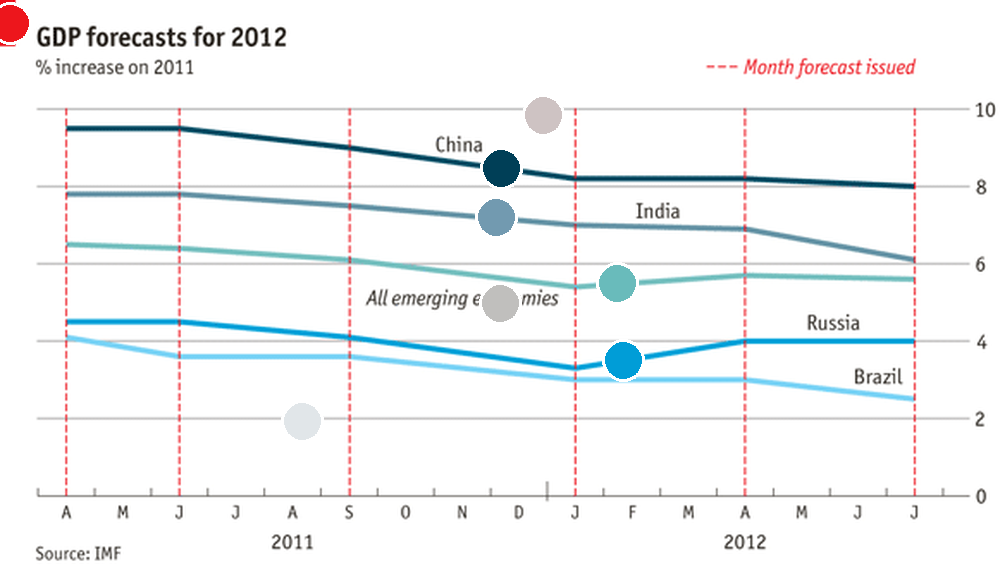 GDP forecasts for 2012
% increase on 2011
Month forecast issued
10
China
8
India
6
All emerging
Russia
4
Brazil
2
0
A M J J A S O N D J F M A M J J
2011 2012
Source: IMF